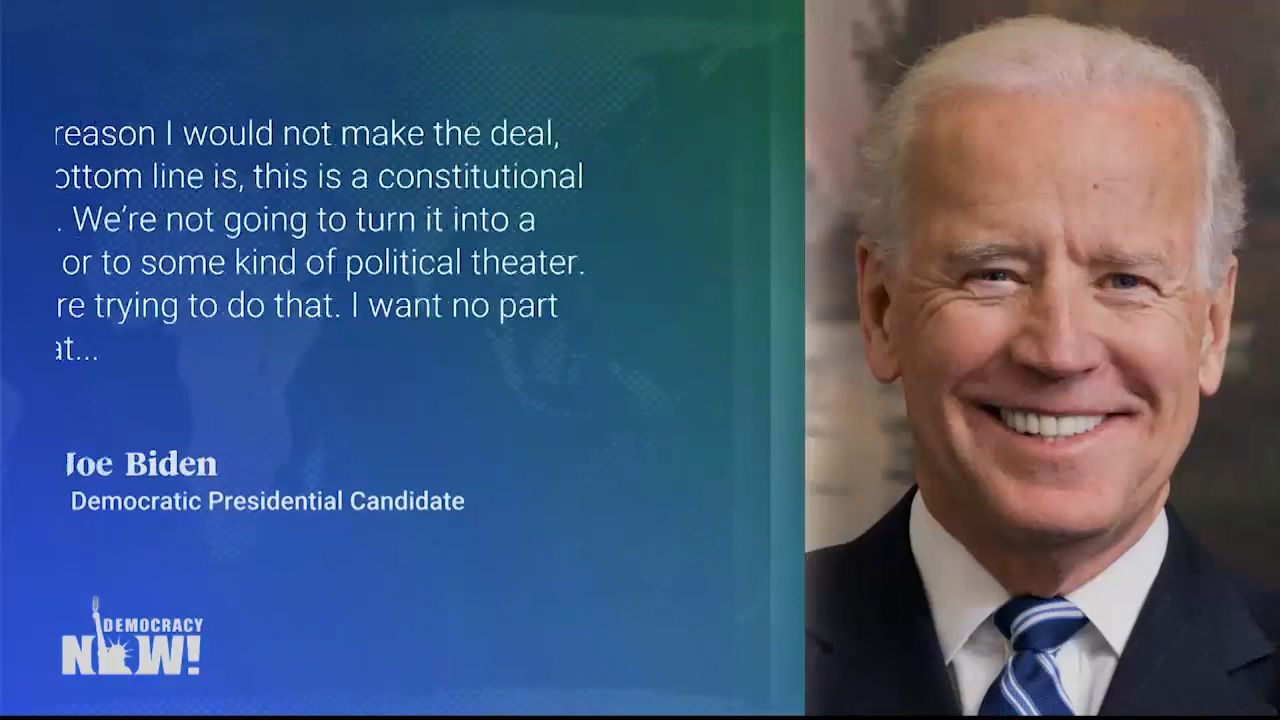 reason I would not make the deal,
ottom line is, this is a constitutional
. We’re not going to turn it into a
or to some kind of political theater.
re trying to do that. I want no part
at...
Joe Biden
Democratic Presidential Candidate
DEMOCRACY
NOW!